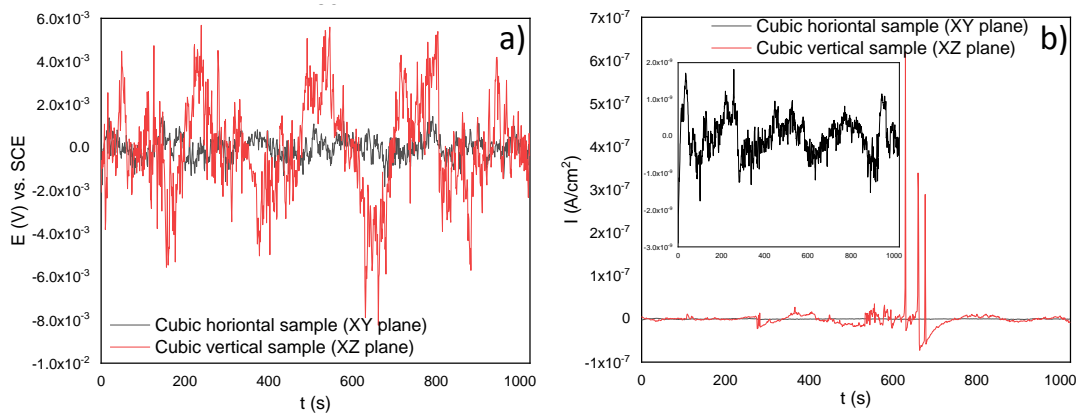 a)
6.0x10⁻³
4.0x10⁻³
2.0x10⁻³
0.0
-2.0x10⁻³
-4.0x10⁻³
-6.0x10⁻³
-8.0x10⁻³
-1.0x10⁻²
E (V) vs. SCE
Cubic horiontal sample (XY plane)
Cubic vertical sample (XZ plane)
0 200 400 600 800 1000
t (s)
b)
Cubic horiontal sample (XY plane)
Cubic vertical sample (XZ plane)
7x10⁻⁷
6x10⁻⁷
5x10⁻⁷
4x10⁻⁷
3x10⁻⁷
2x10⁻⁷
1x10⁻⁷
0
-1x10⁻⁷
I (A/cm²)
0.0
0 200 400 600 800 1000
0 200 400 600 800 1000
t (s)